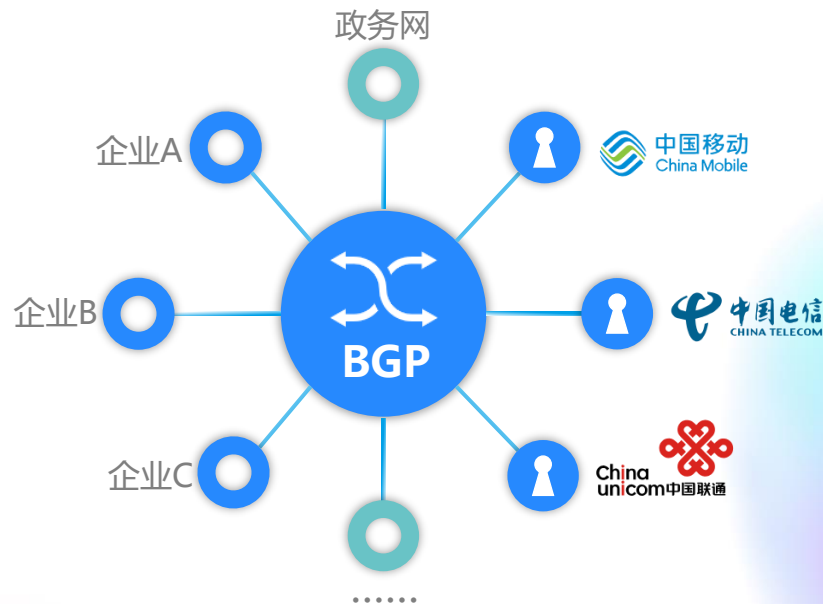 政务网
企业A
中国移动
China Mobile
企业B
BGP
中国电信
CHINA TELECOM
企业C
China
unicom中国联通
……